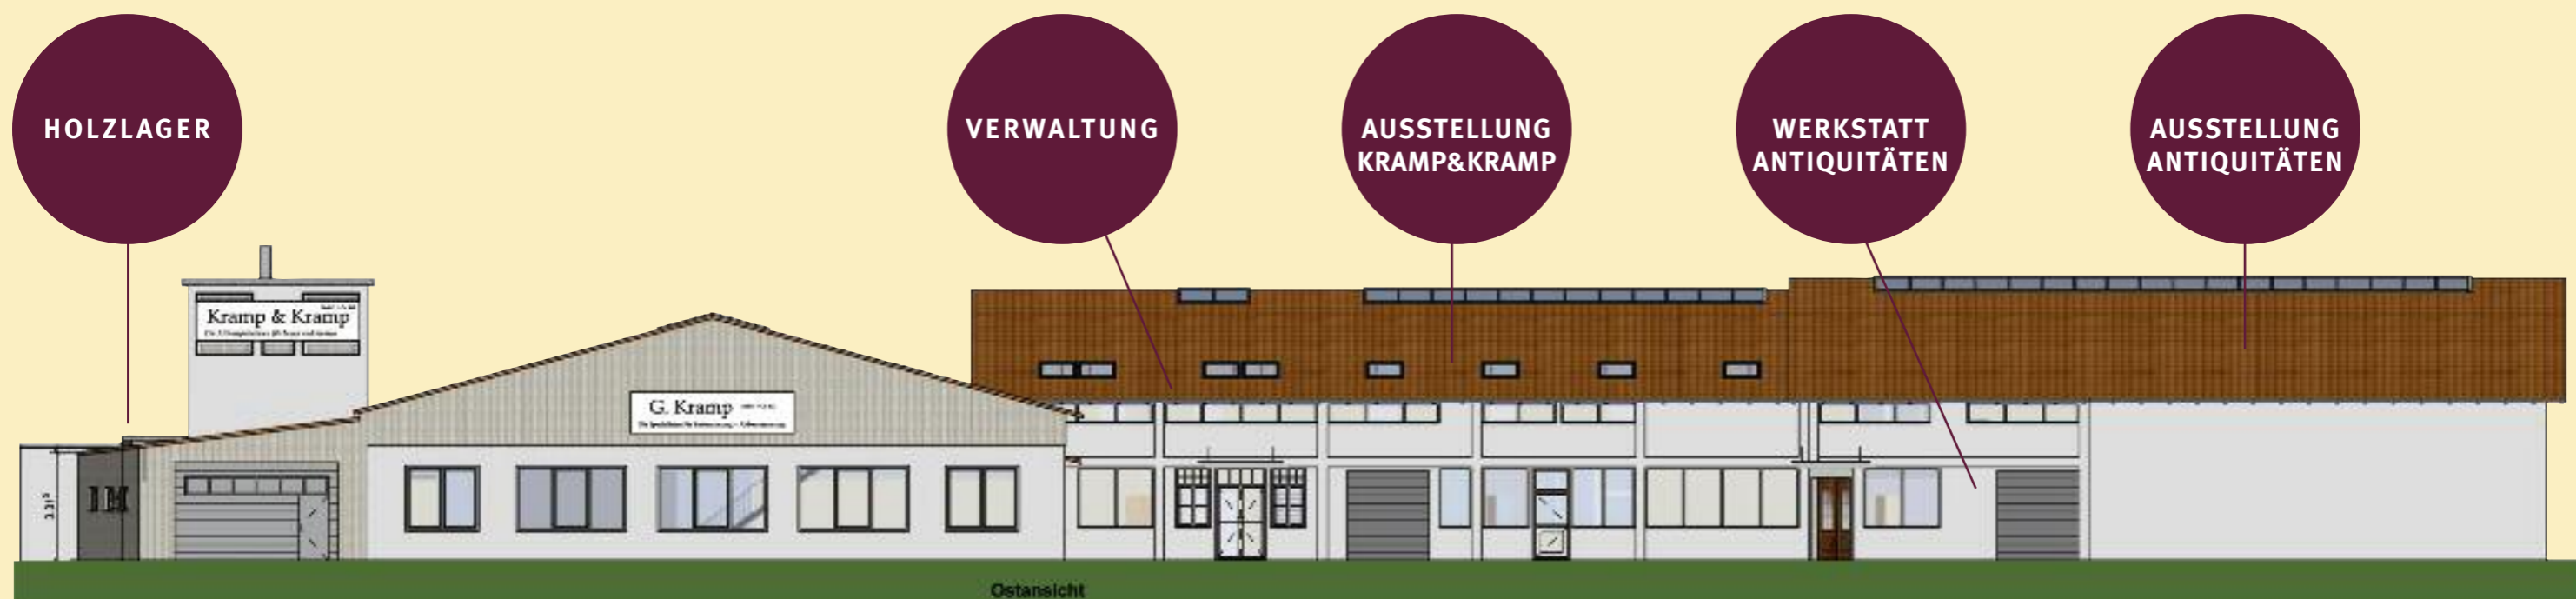 HOLZLAGER
VERWALTUNG
AUSSTELLUNG
KRAMP&KRAMP
WERKSTATT
ANTIQUITÄTEN
AUSSTELLUNG
ANTIQUITÄTEN
Kramp & Kramp
G. Kramp
Ostansicht